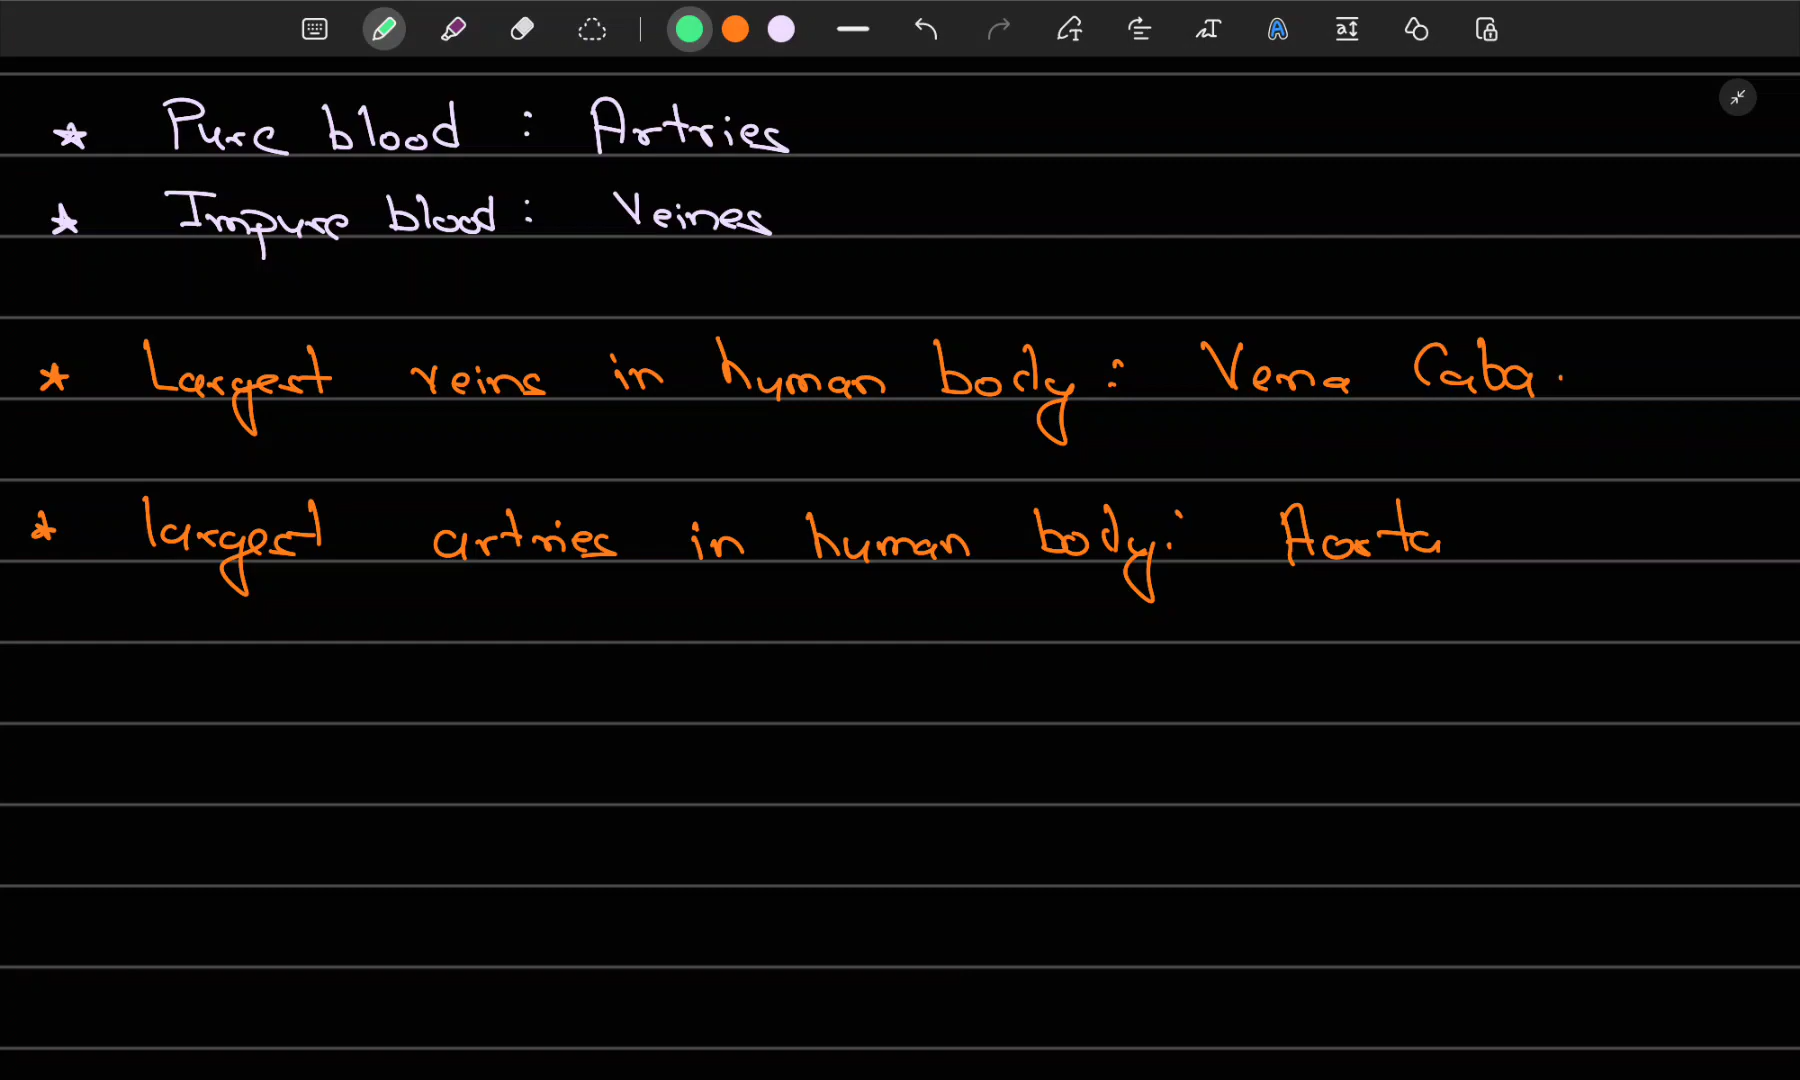 ★ Pure blood : Artries
★ Impure blood : Veines
★ Largest veins in human body : Vena Caba.
★ largest artries in human body : Aorta